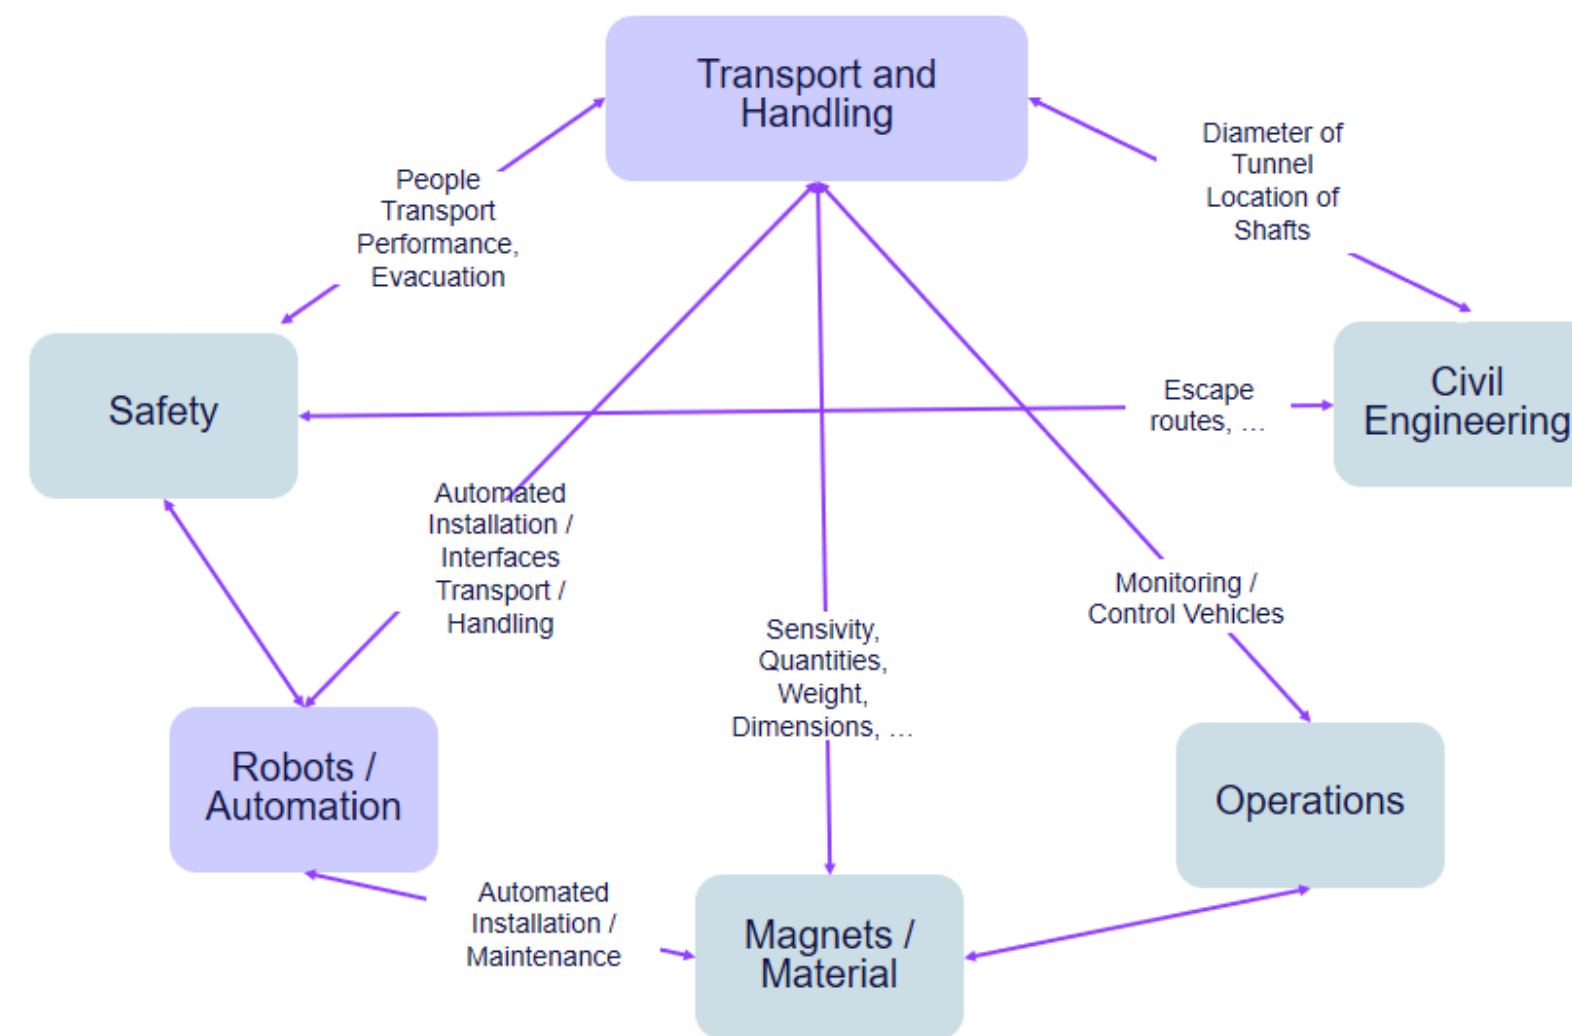 Transport and
Handling
Diameter of
Tunnel
Location of
Shafts
People
Transport
Performance,
Evacuation
Safety
Escape
routes, …
Civil
Engineering
Automated
Installation /
Interfaces
Transport /
Handling
Monitoring /
Control Vehicles
Sensivity,
Quantities,
Weight,
Dimensions, …
Robots /
Automation
Operations
Automated
Installation /
Maintenance
Magnets /
Material